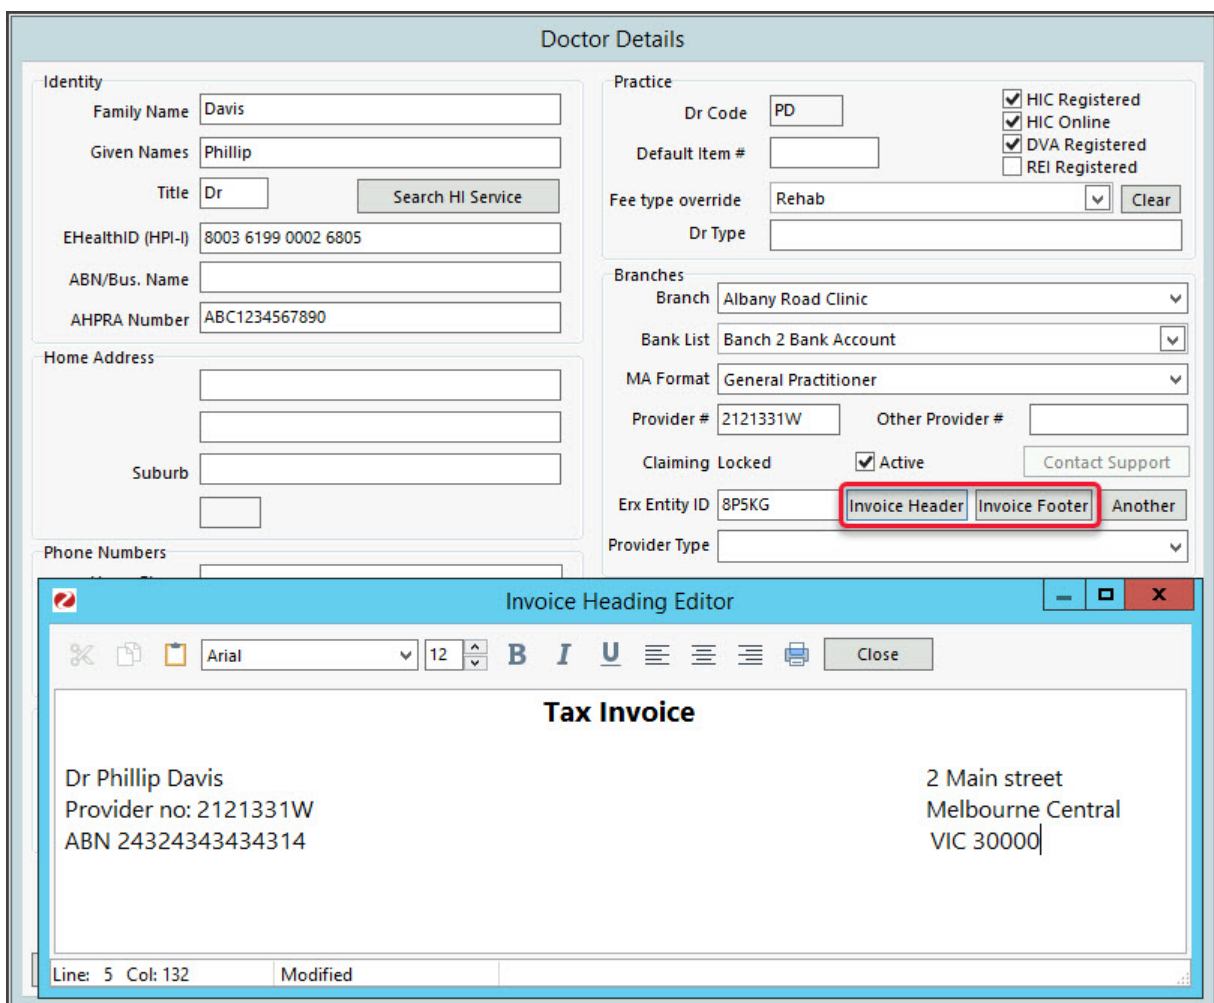 Doctor Details
Identity
Family Name Davis
Given Names Phillip
Title Dr Search HI Service
EHealthID (HPI-I) 8003 6199 0002 6805
ABN/Bus. Name
AHPRA Number ABC1234567890
Home Address
Suburb
Phone Numbers
Practice
Dr Code PD
HIC Registered
HIC Online
DVA Registered
REI Registered
Default Item #
Fee type override Rehab Clear
Dr Type
Branches
Branch Albany Road Clinic
Bank List Banch 2 Bank Account
MA Format General Practitioner
Provider # 2121331W Other Provider #
Claiming Locked Active Contact Support
Erx Entity ID 8P5KG Invoice Header Invoice Footer Another
Provider Type
Invoice Heading Editor
Arial 12 B I U Close
Tax Invoice
Dr Phillip Davis 2 Main street
Provider no: 2121331W Melbourne Central
ABN 24324343434314 VIC 30000
Line: 5 Col: 132 Modified